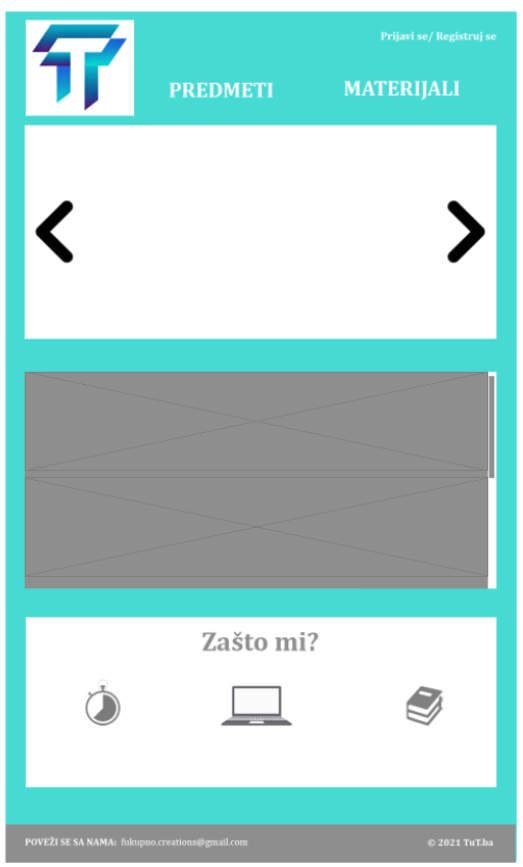 Prijavi se/ Registruj se
PREDMETI
MATERIJALI
Zašto mi?
POVEŽI SE SA NAMA: fukupno.creations@gmail.com
© 2021 TuT.ba